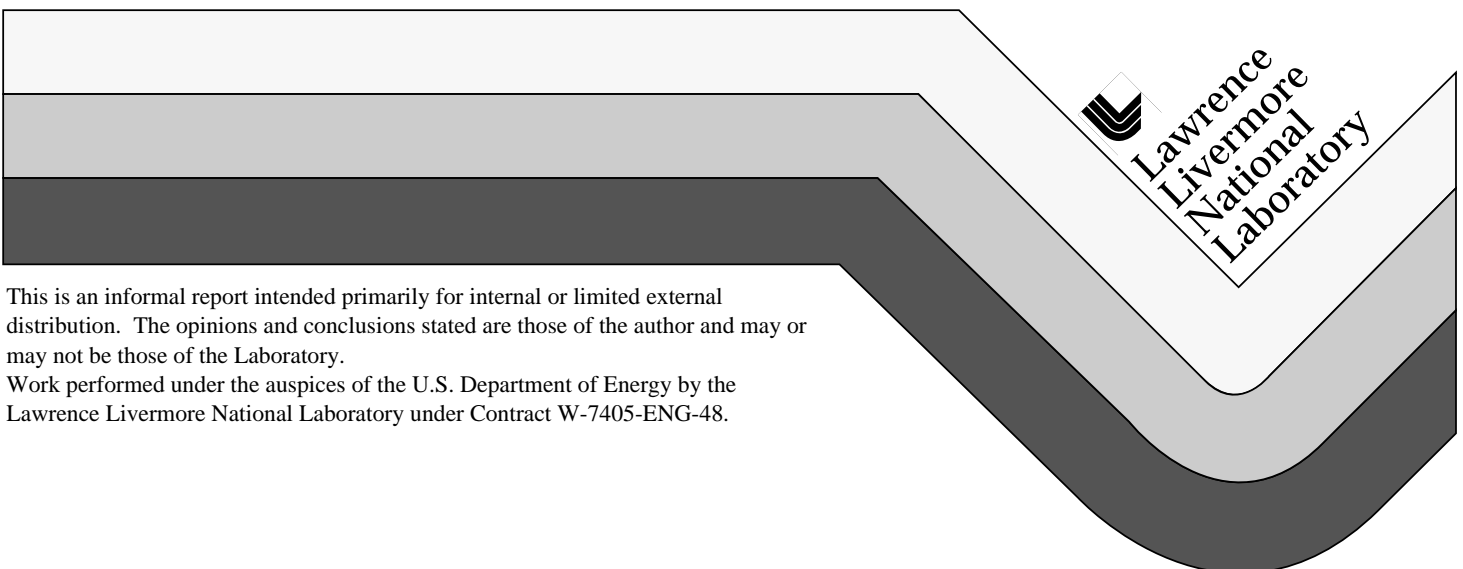 Lawrence
Livermore
National
Laboratory
This is an informal report intended primarily for internal or limited external
distribution.  The opinions and conclusions stated are those of the author and may or
may not be those of the Laboratory.
Work performed under the auspices of the U.S. Department of Energy by the
Lawrence Livermore National Laboratory under Contract W-7405-ENG-48.